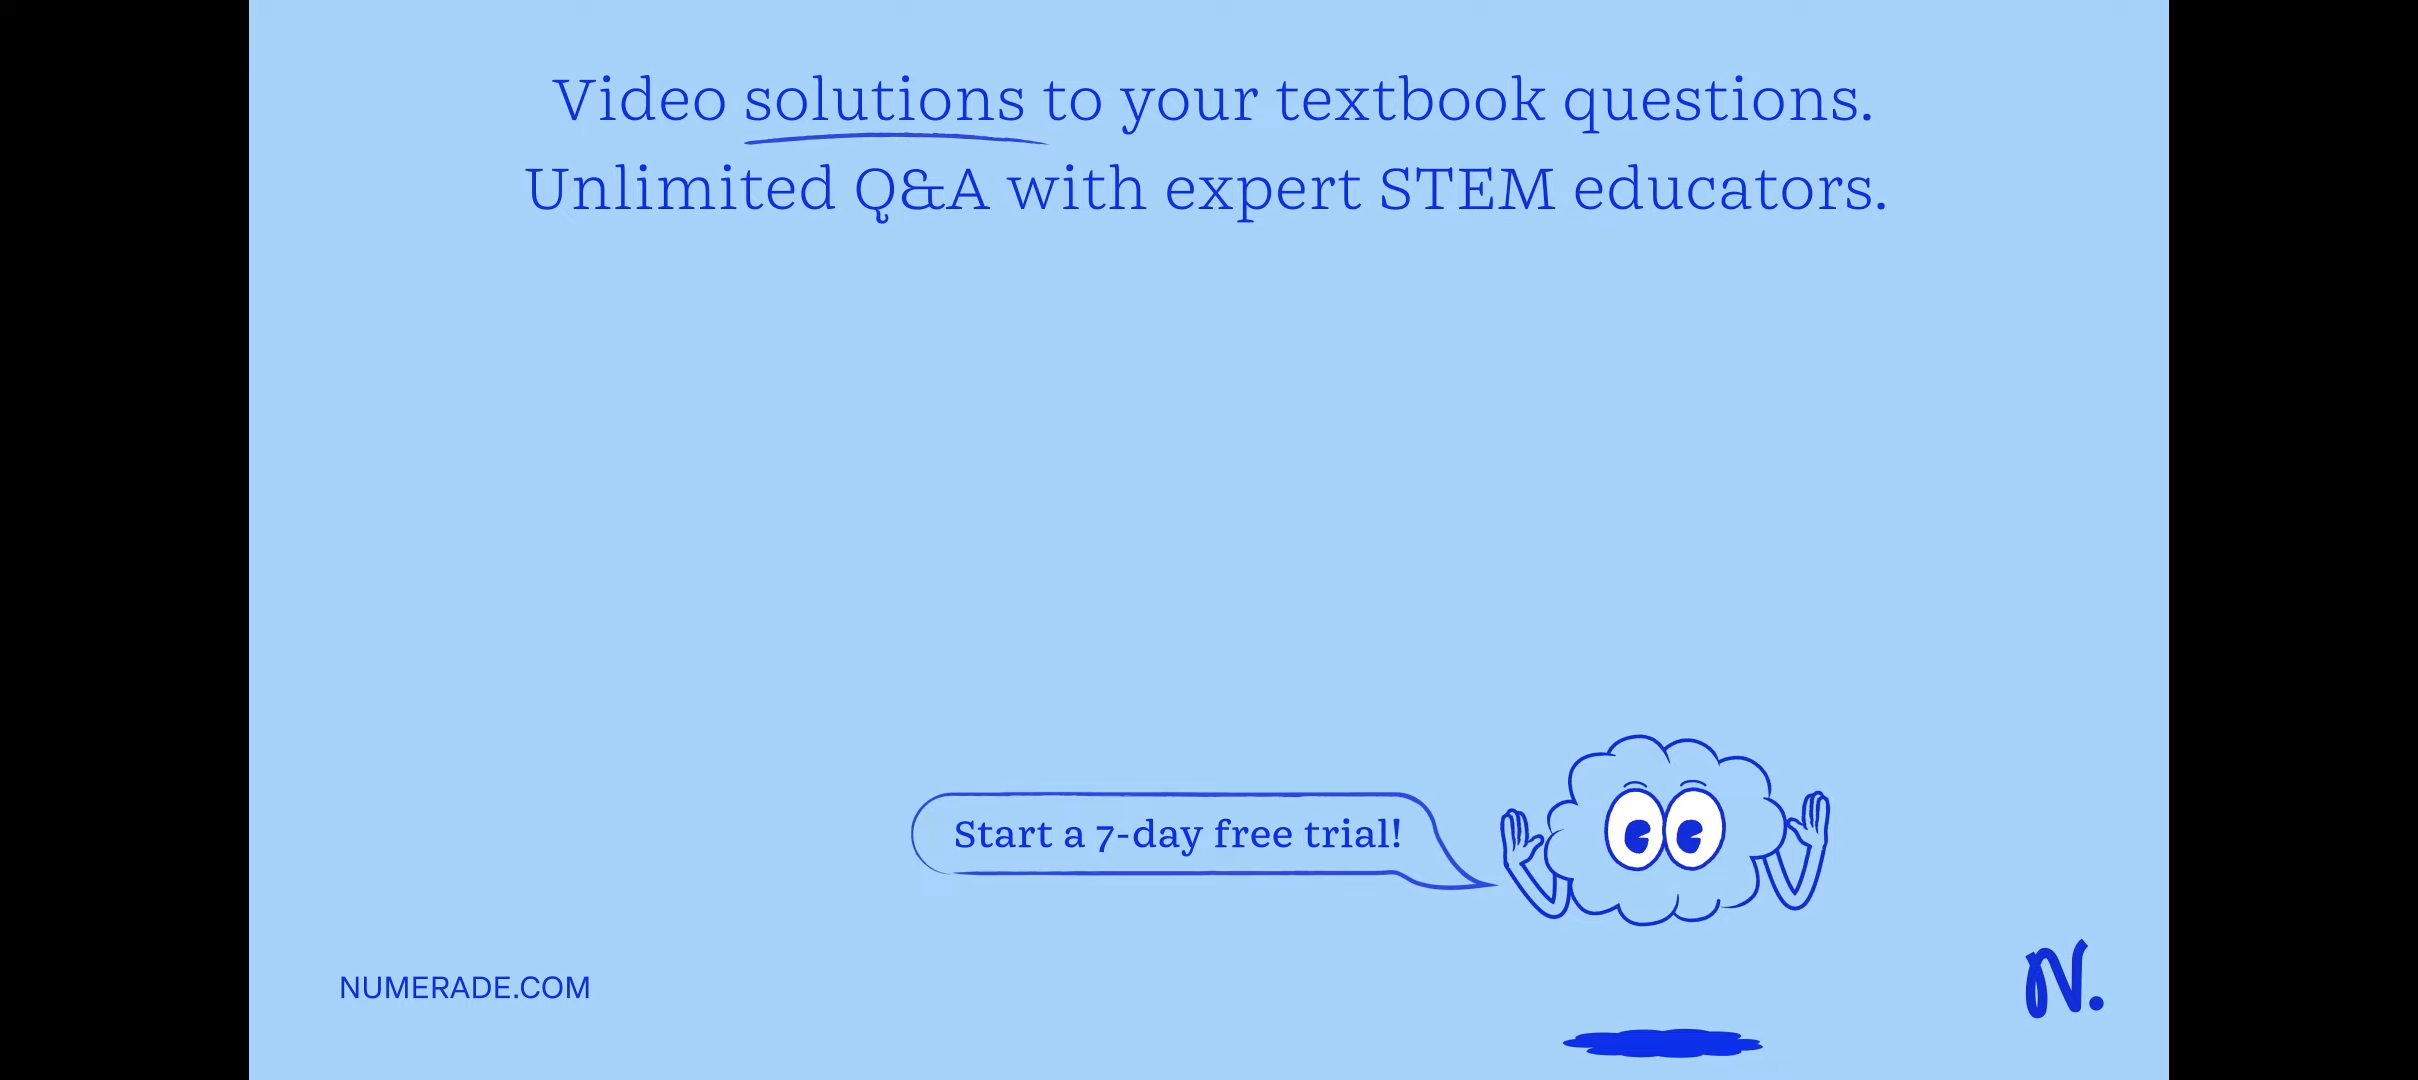 Video solutions to your textbook questions.
Unlimited Q&A with expert STEM educators.
Start a 7-day free trial!
NUMERADE.COM
N.